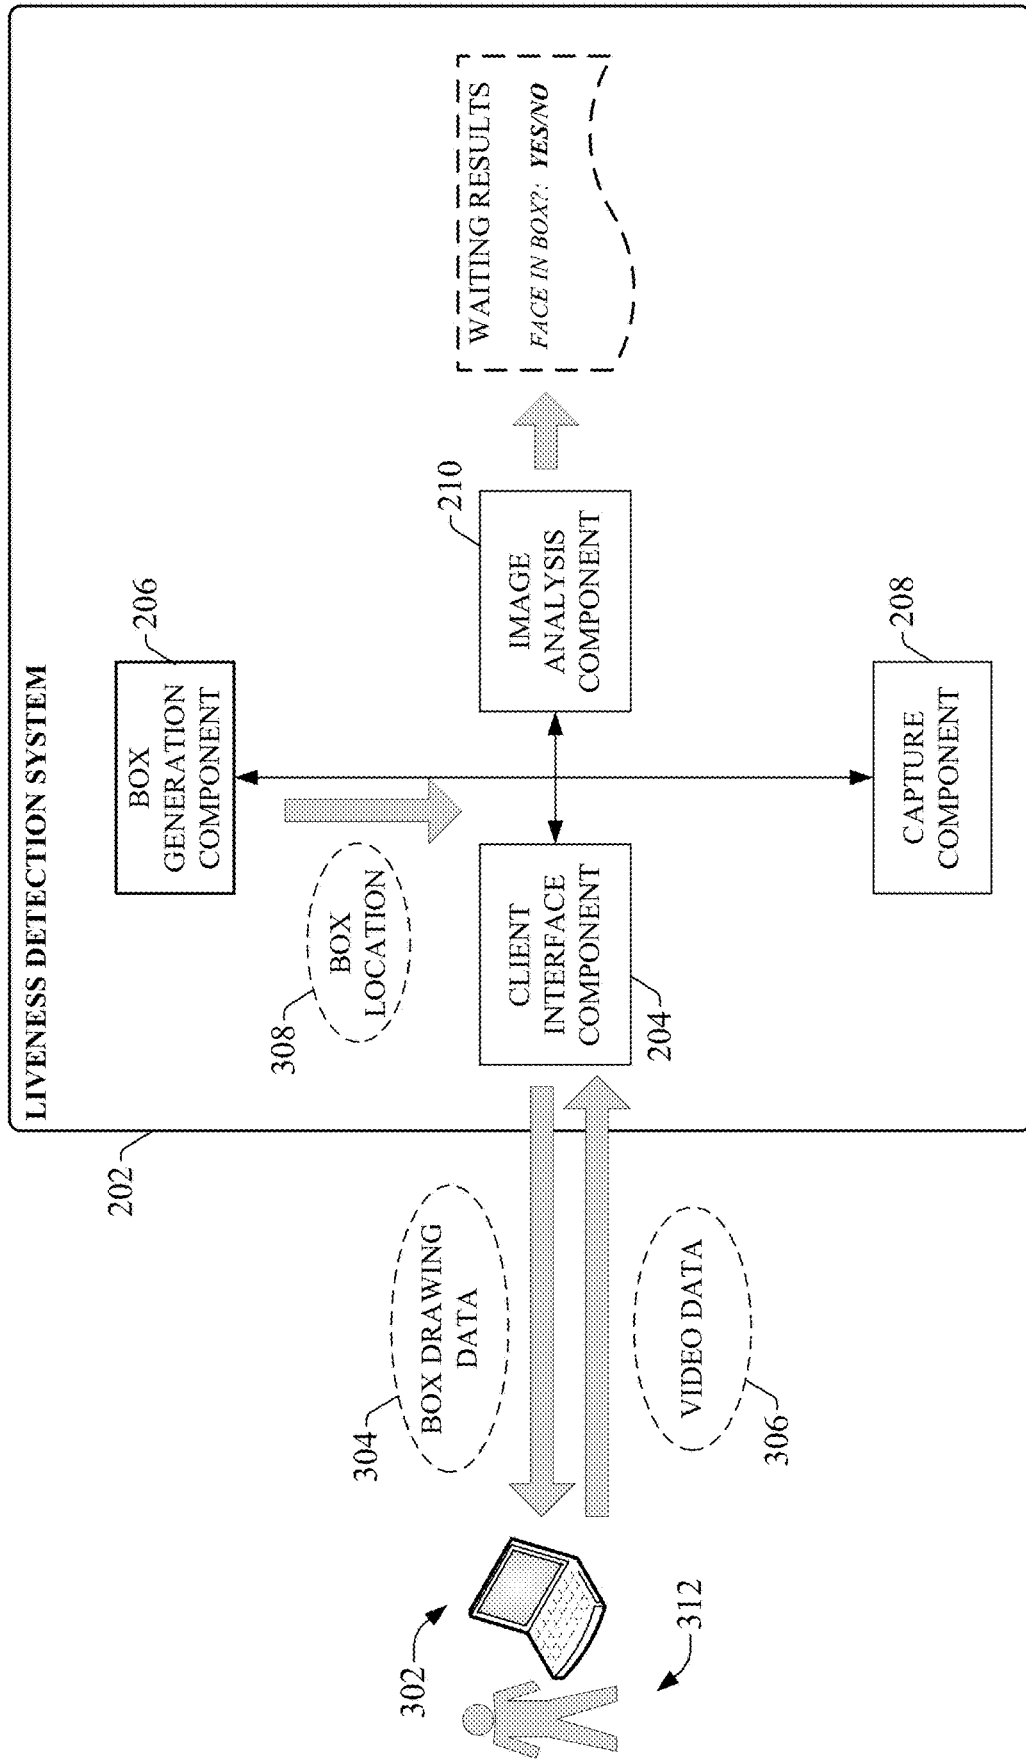 LIVENESS DETECTION SYSTEM
202
BOX
GENERATION
COMPONENT
206
308
BOX
LOCATION
304
BOX DRAWING
DATA
302
CLIENT
INTERFACE
COMPONENT
204
IMAGE
ANALYSIS
COMPONENT
210
WAITING RESULTS
FACE IN BOX?: YES/NO
VIDEO DATA
306
312
CAPTURE
COMPONENT
208